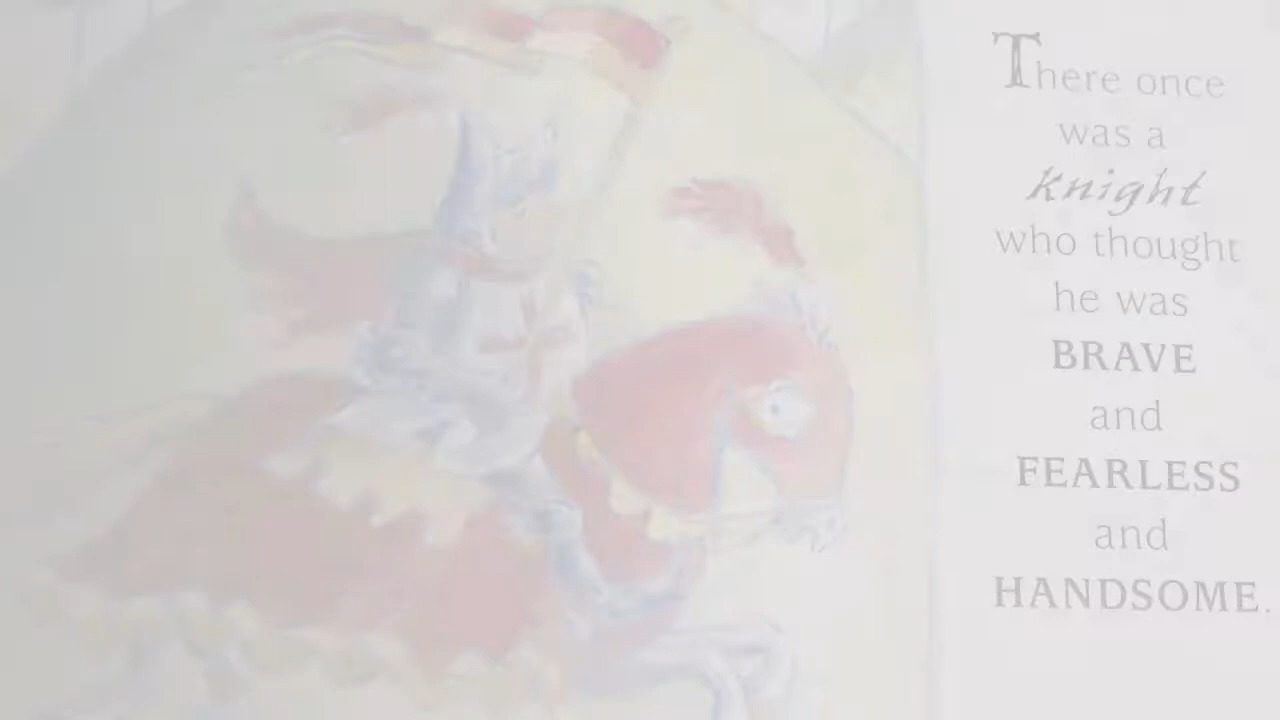 There once
was a
knight
who thought
he was
BRAVE
and
FEARLESS
and
HANDSOME.